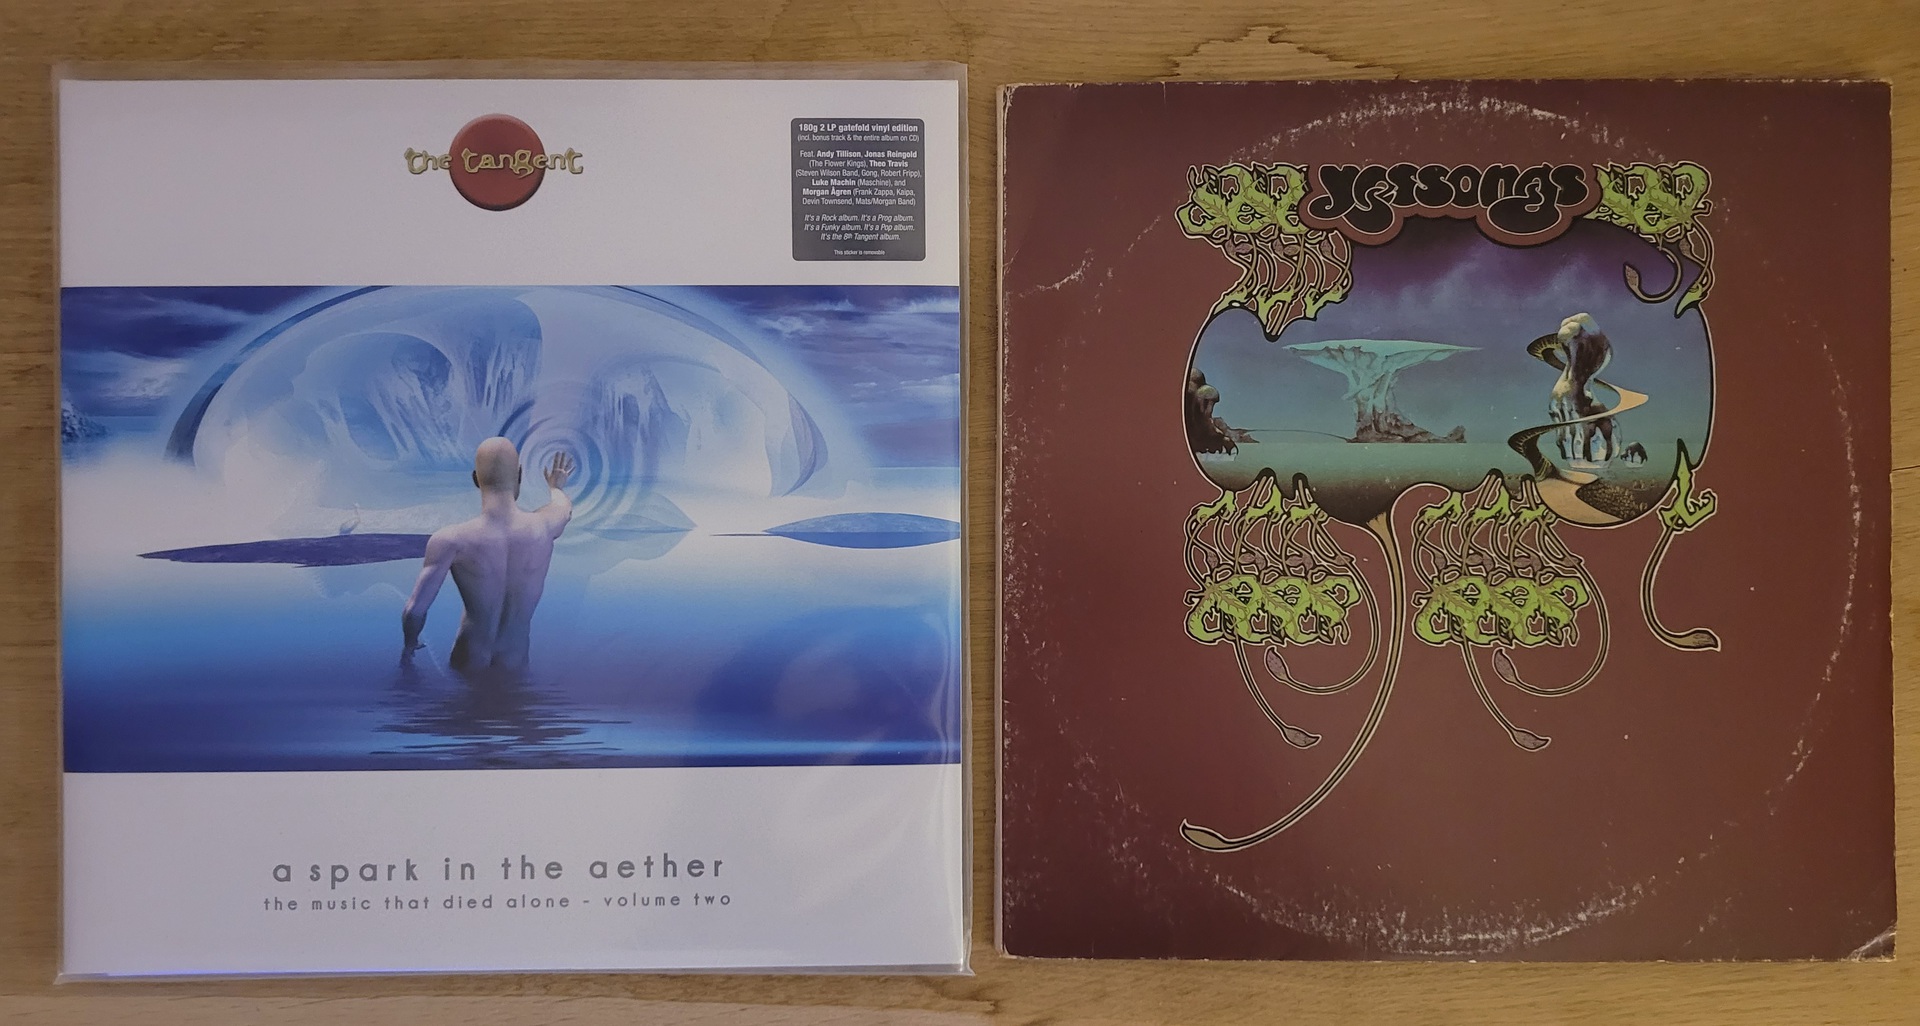 the tangent
180g 2 LP gatefold vinyl edition
(incl. bonus track & the entire album on CD)
Feat. Andy Tillison, Jonas Reingold
(The Flower Kings), Theo Travis
(Steven Wilson Band, Gong, Robert Fripp),
Luke Machin (Maschine), and
Morgan Ågren (Frank Zappa, Kaipa,
Devin Townsend, Mats/Morgan Band)
It's a Rock album. It's a Prog album.
It's a Funky album. It's a Pop album.
It's the 8th Tangent album.
This sticker is removable
a spark in the aether
the music that died alone - volume two
yessongs